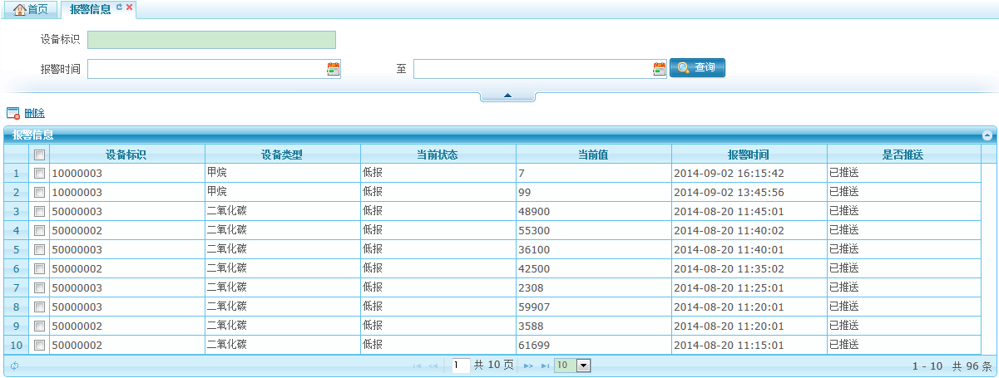 首页 报警信息
设备标识
报警时间 至 查询
删除
报警信息
设备标识 设备类型 当前状态 当前值 报警时间 是否推送
1 10000003 甲烷 低报 7 2014-09-02 16:15:42 已推送
2 10000003 甲烷 低报 99 2014-09-02 13:45:56 已推送
3 50000003 二氧化碳 低报 48900 2014-08-20 11:45:01 已推送
4 50000002 二氧化碳 低报 55300 2014-08-20 11:40:02 已推送
5 50000003 二氧化碳 低报 36100 2014-08-20 11:40:01 已推送
6 50000002 二氧化碳 低报 42500 2014-08-20 11:35:02 已推送
7 50000003 二氧化碳 低报 2308 2014-08-20 11:25:01 已推送
8 50000003 二氧化碳 低报 59907 2014-08-20 11:20:01 已推送
9 50000002 二氧化碳 低报 3588 2014-08-20 11:20:01 已推送
10 50000002 二氧化碳 低报 61699 2014-08-20 11:15:01 已推送
1 共 10 页 10 1 - 10 共 96 条